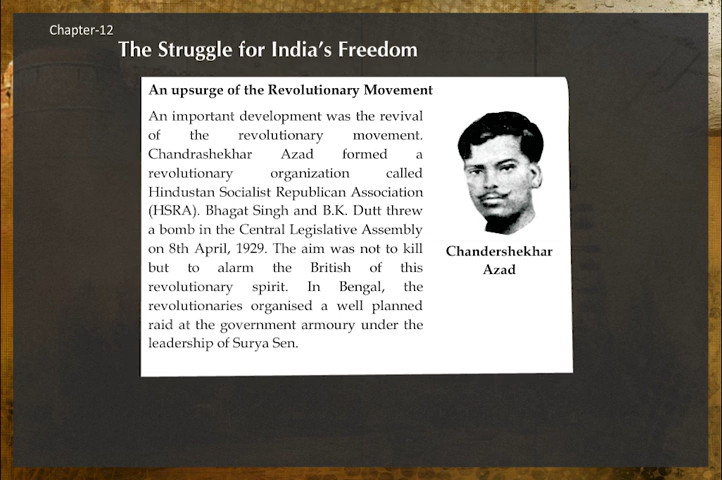 Chapter-12
The Struggle for India's Freedom
An upsurge of the Revolutionary Movement
An important development was the revival
of the revolutionary movement.
Chandrashekhar Azad formed a
revolutionary organization called
Hindustan Socialist Republican Association
(HSRA). Bhagat Singh and B.K. Dutt threw
a bomb in the Central Legislative Assembly
on 8th April, 1929. The aim was not to kill
but to alarm the British of this
revolutionary spirit. In Bengal, the
revolutionaries organised a well planned
raid at the government armoury under the
leadership of Surya Sen.
Chandershekhar
Azad